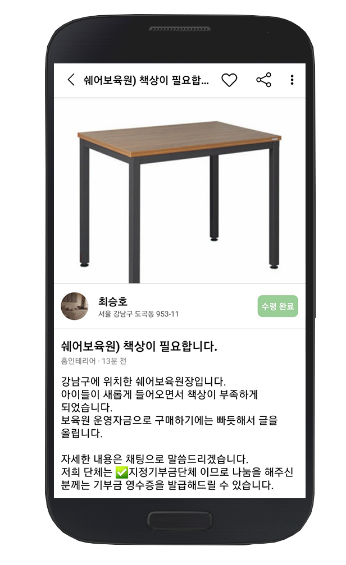 쉐어보육원) 책상이 필요합...
최승호
서울 강남구 도곡동 953-11
수령 완료
쉐어보육원) 책상이 필요합니다.
홈인테리어 · 13분 전
강남구에 위치한 쉐어보육원장입니다.
아이들이 새롭게 들어오면서 책상이 부족하게
되었습니다.
보육원 운영자금으로 구매하기에는 빠듯해서 글을
올립니다.
자세한 내용은 채팅으로 말씀드리겠습니다.
저희 단체는 ✅지정기부금단체 이므로 나눔을 해주신
분께는 기부금 영수증을 발급해드릴 수 있습니다.